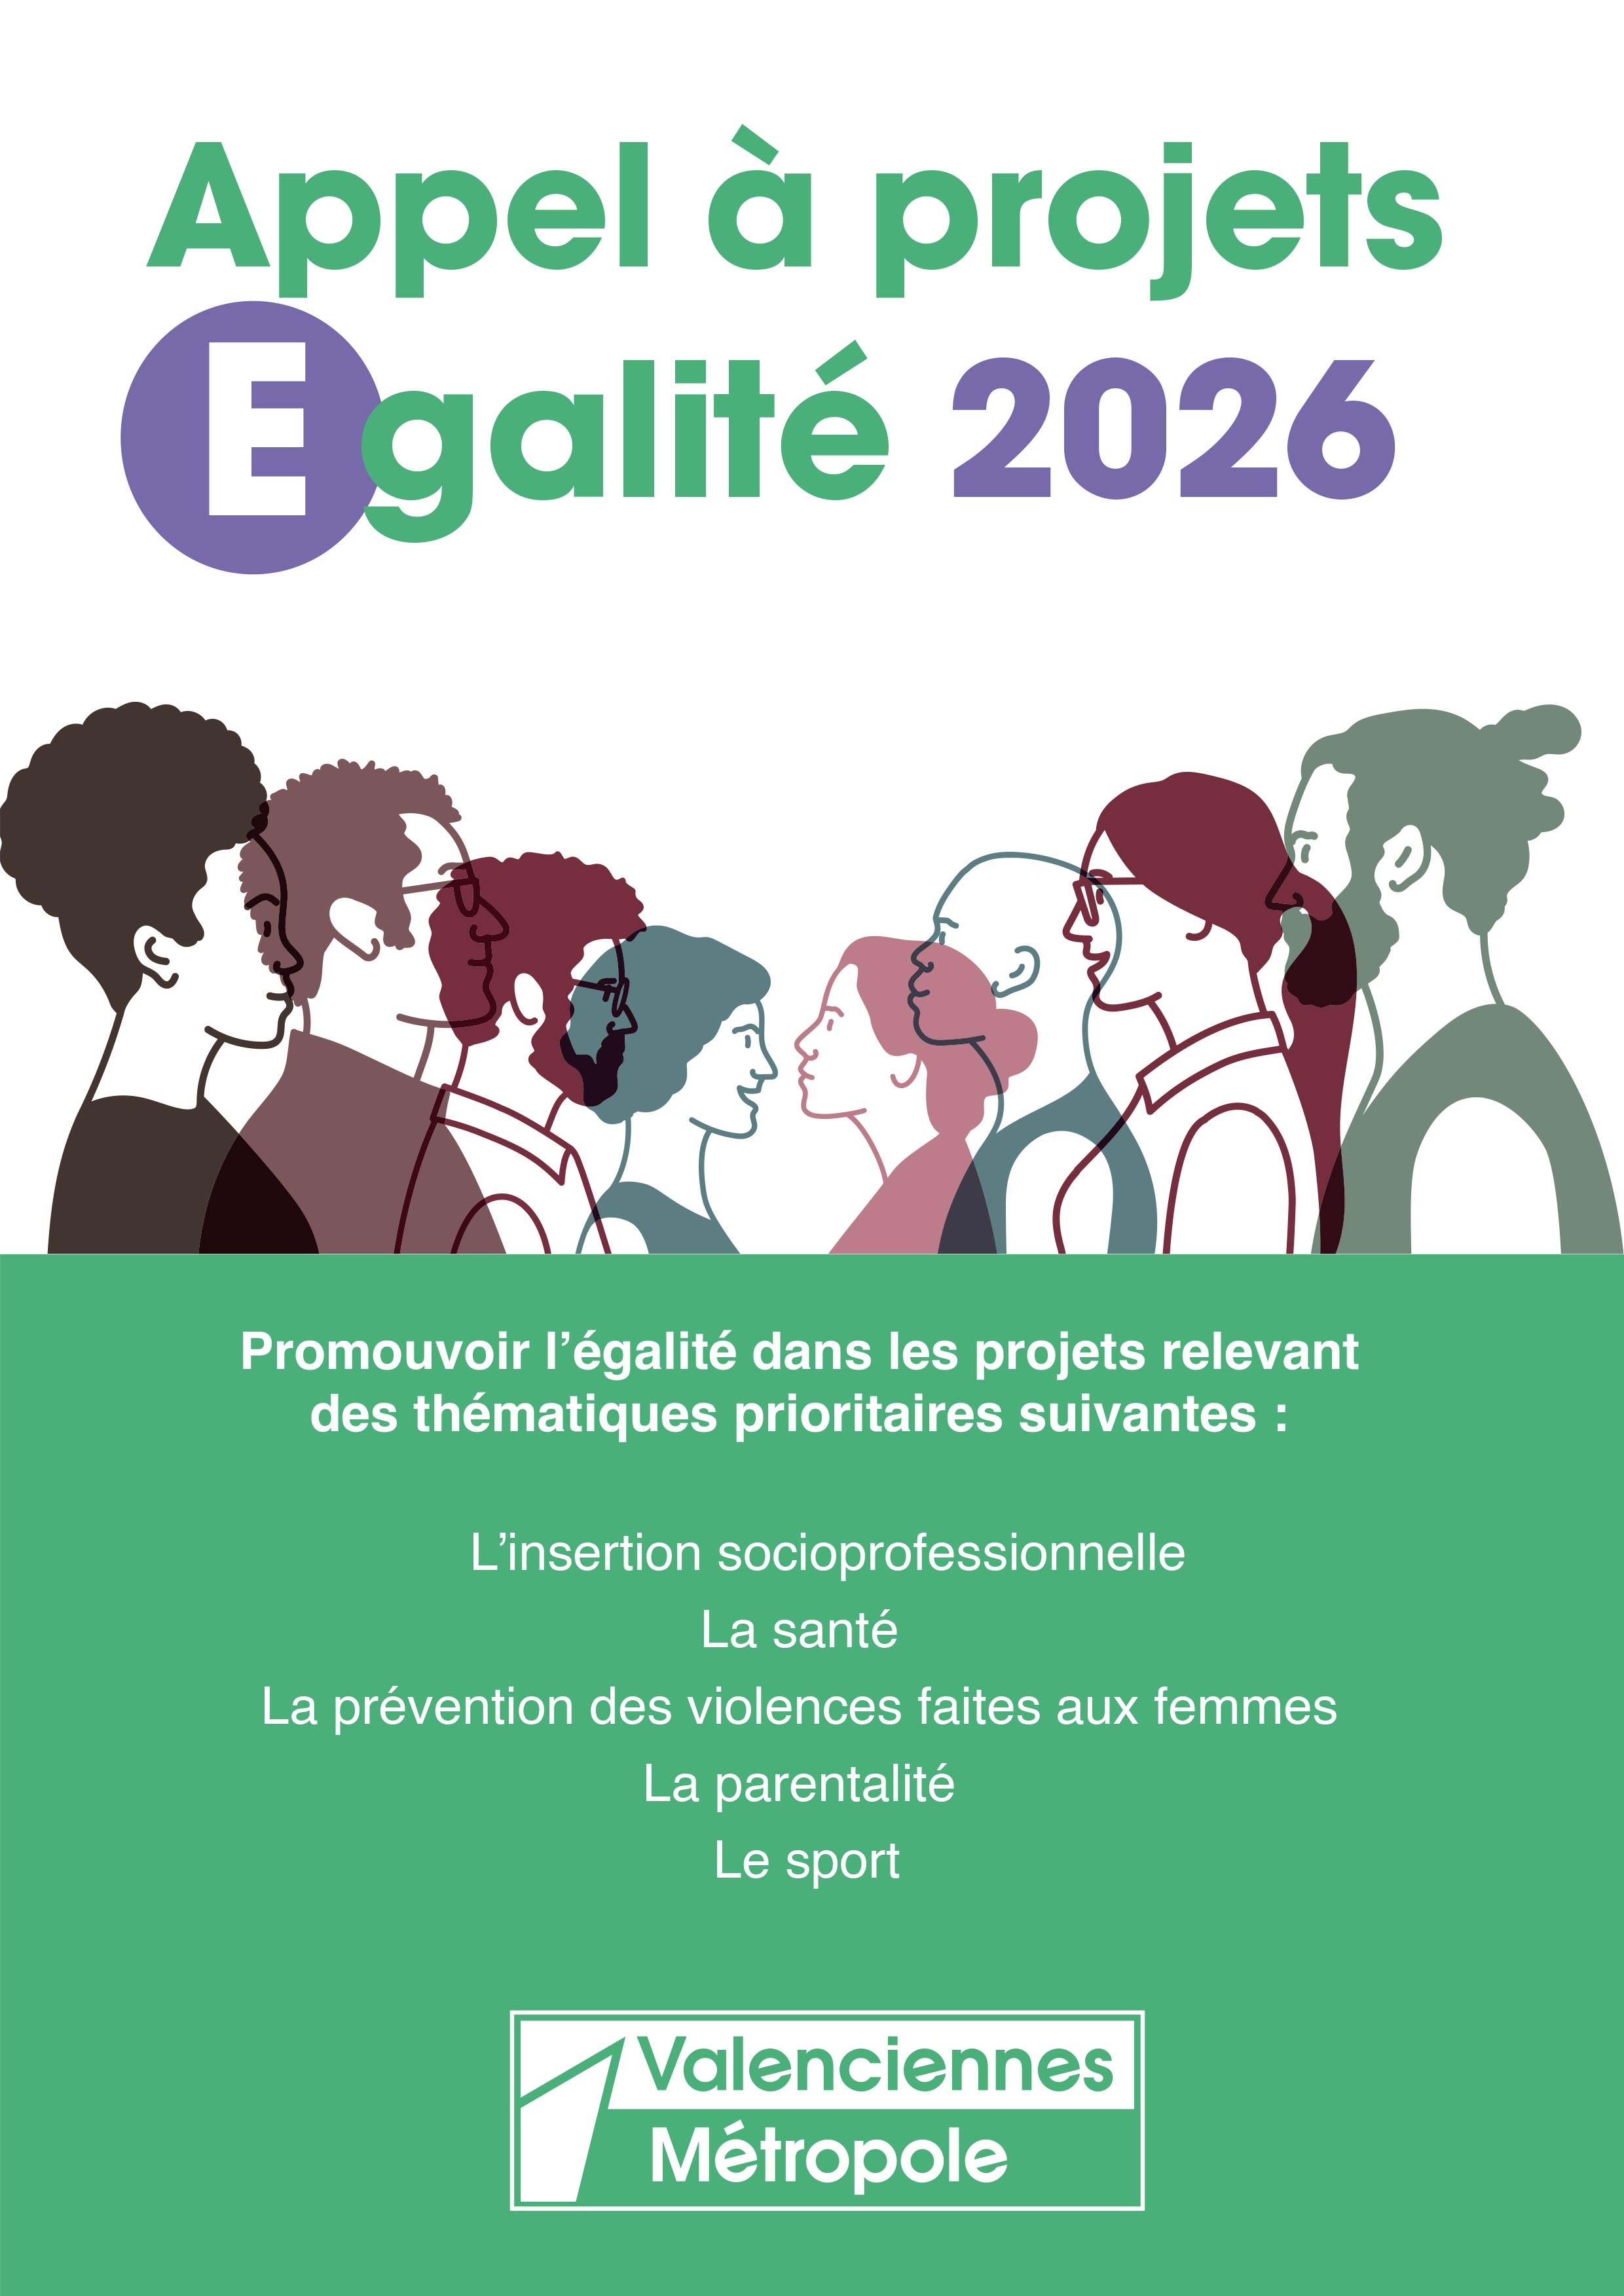 Appel à projets
Egalité 2026
Promouvoir l’égalité dans les projets relevant
des thématiques prioritaires suivantes :
L’insertion socioprofessionnelle
La santé
La prévention des violences faites aux femmes
La parentalité
Le sport
Valenciennes
Métropole